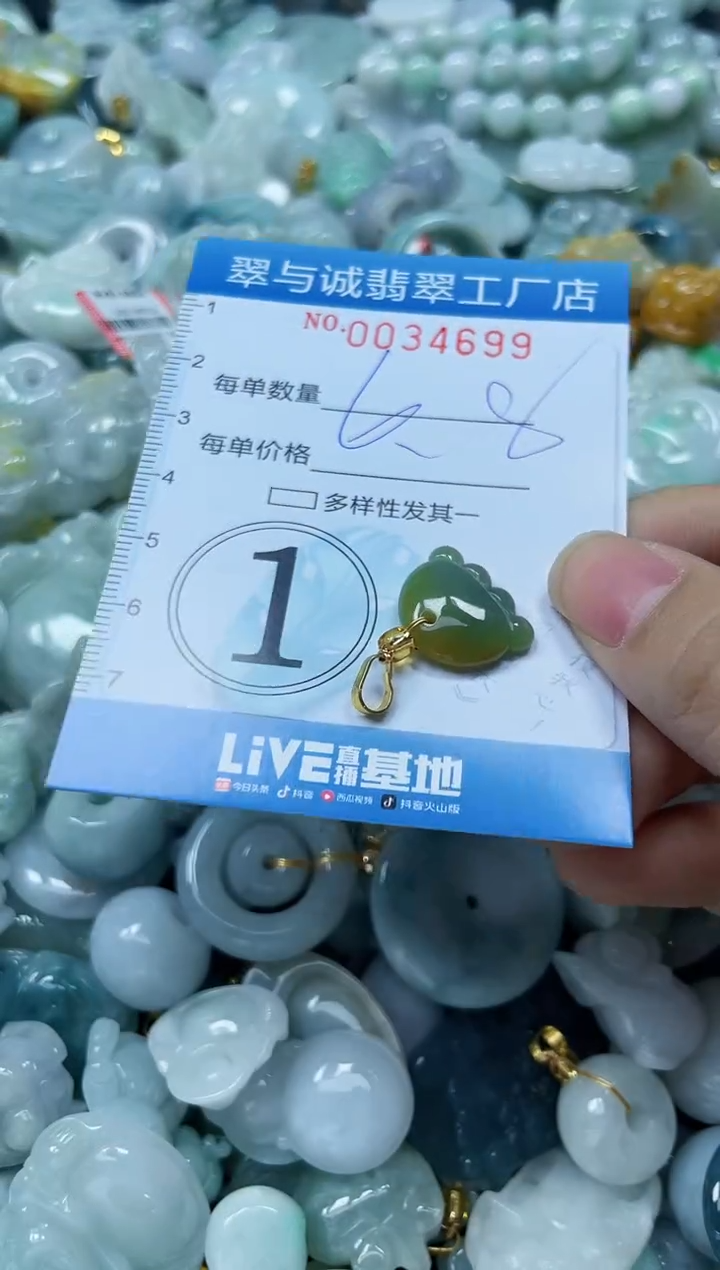 翠与诚翡翠工厂店
NO.0034699
1
2
每单数量
3
每单价格
4
多样性发其一
5
1
6
7
LiVE直播基地
今日头条 抖音 西瓜视频 抖音火山版